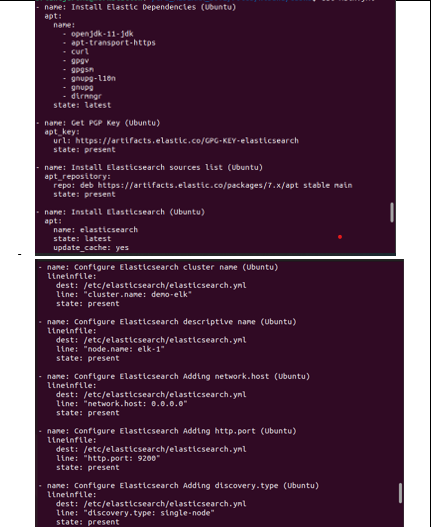 - name: Install Elastic Dependencies (Ubuntu)
  apt:
    name:
      - openjdk-11-jdk
      - apt-transport-https
      - curl
      - gpgv
      - gpgsm
      - gnupg-l10n
      - gnupg
      - dirmngr
    state: latest
- name: Get PGP Key (Ubuntu)
  apt_key:
    url: https://artifacts.elastic.co/GPG-KEY-elasticsearch
    state: present
- name: Install Elasticsearch sources list (Ubuntu)
  apt_repository:
    repo: deb https://artifacts.elastic.co/packages/7.x/apt stable main
    state: present
- name: Install Elasticsearch (Ubuntu)
  apt:
    name: elasticsearch
    state: latest
    update_cache: yes
-
- name: Configure Elasticsearch cluster name (Ubuntu)
  lineinfile:
    dest: /etc/elasticsearch/elasticsearch.yml
    line: "cluster.name: demo-elk"
    state: present
- name: Configure Elasticsearch descriptive name (Ubuntu)
  lineinfile:
    dest: /etc/elasticsearch/elasticsearch.yml
    line: "node.name: elk-1"
    state: present
- name: Configure Elasticsearch Adding network.host (Ubuntu)
  lineinfile:
    dest: /etc/elasticsearch/elasticsearch.yml
    line: "network.host: 0.0.0.0"
    state: present
- name: Configure Elasticsearch Adding http.port (Ubuntu)
  lineinfile:
    dest: /etc/elasticsearch/elasticsearch.yml
    line: "http.port: 9200"
    state: present
- name: Configure Elasticsearch Adding discovery.type (Ubuntu)
  lineinfile:
    dest: /etc/elasticsearch/elasticsearch.yml
    line: "discovery.type: single-node"
    state: present